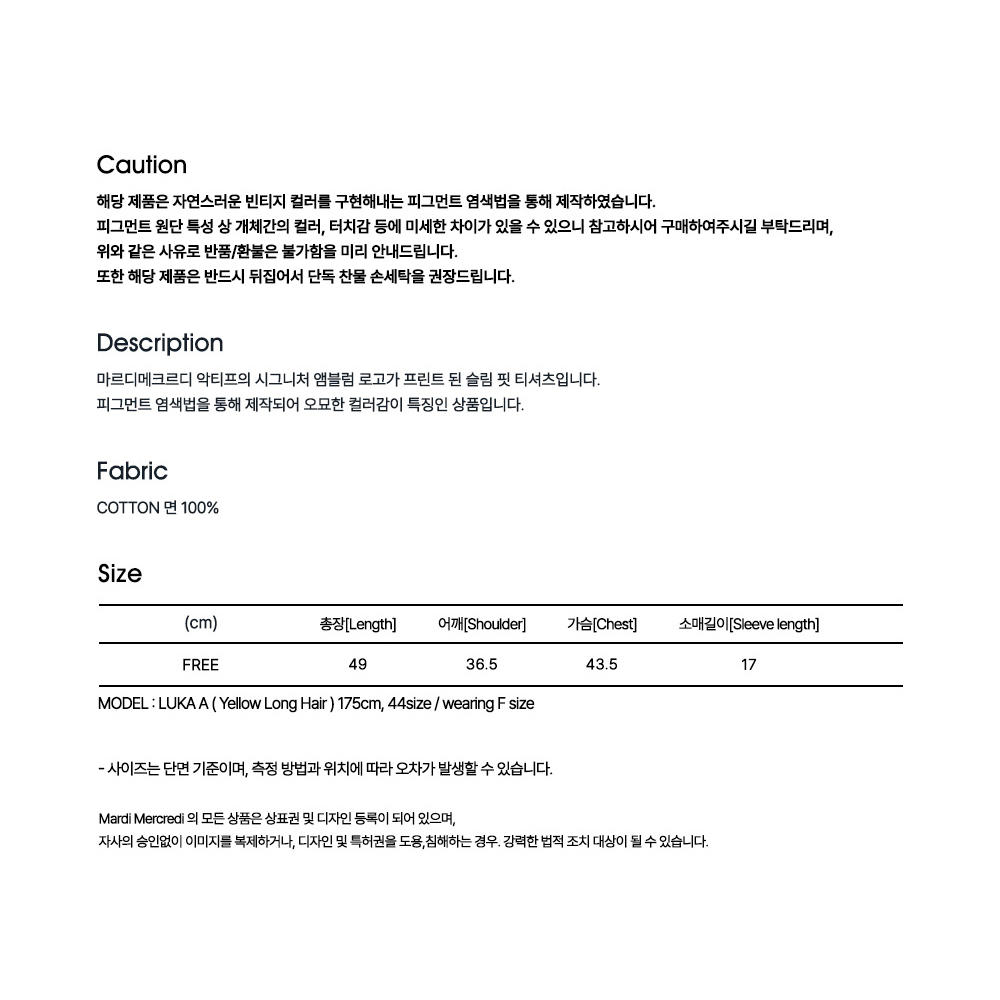 Caution
해당 제품은 자연스러운 빈티지 컬러를 구현해내는 피그먼트 염색법을 통해 제작하였습니다.
피그먼트 원단 특성 상 개체간의 컬러, 터치감 등에 미세한 차이가 있을 수 있으니 참고하시어 구매하여주시길 부탁드리며,
위와 같은 사유로 반품/환불은 불가함을 미리 안내드립니다.
또한 해당 제품은 반드시 뒤집어서 단독 찬물 손세탁을 권장드립니다.
Description
마르디메크르디 악티프의 시그니처 앰블럼 로고가 프린트 된 슬림 핏 티셔츠입니다.
피그먼트 염색법을 통해 제작되어 오묘한 컬러감이 특징인 상품입니다.
Fabric
COTTON 면 100%
Size
(cm) 총장[Length] 어깨[Shoulder] 가슴[Chest] 소매길이[Sleeve length]
FREE 49 36.5 43.5 17
MODEL : LUKA A ( Yellow Long Hair ) 175cm, 44size / wearing F size
- 사이즈는 단면 기준이며, 측정 방법과 위치에 따라 오차가 발생할 수 있습니다.
Mardi Mercredi 의 모든 상품은 상표권 및 디자인 등록이 되어 있으며,
자사의 승인없이 이미지를 복제하거나, 디자인 및 특허권을 도용,침해하는 경우. 강력한 법적 조치 대상이 될 수 있습니다.